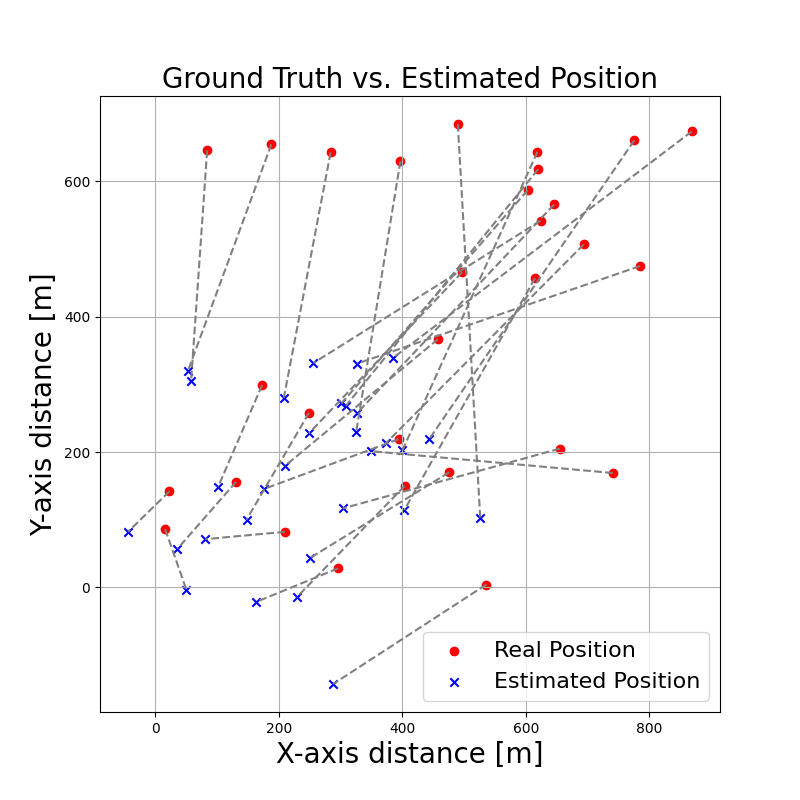 Ground Truth vs. Estimated Position
Y-axis distance [m]
600
400
200
0
0 200 400 600 800
X-axis distance [m]
Real Position
Estimated Position